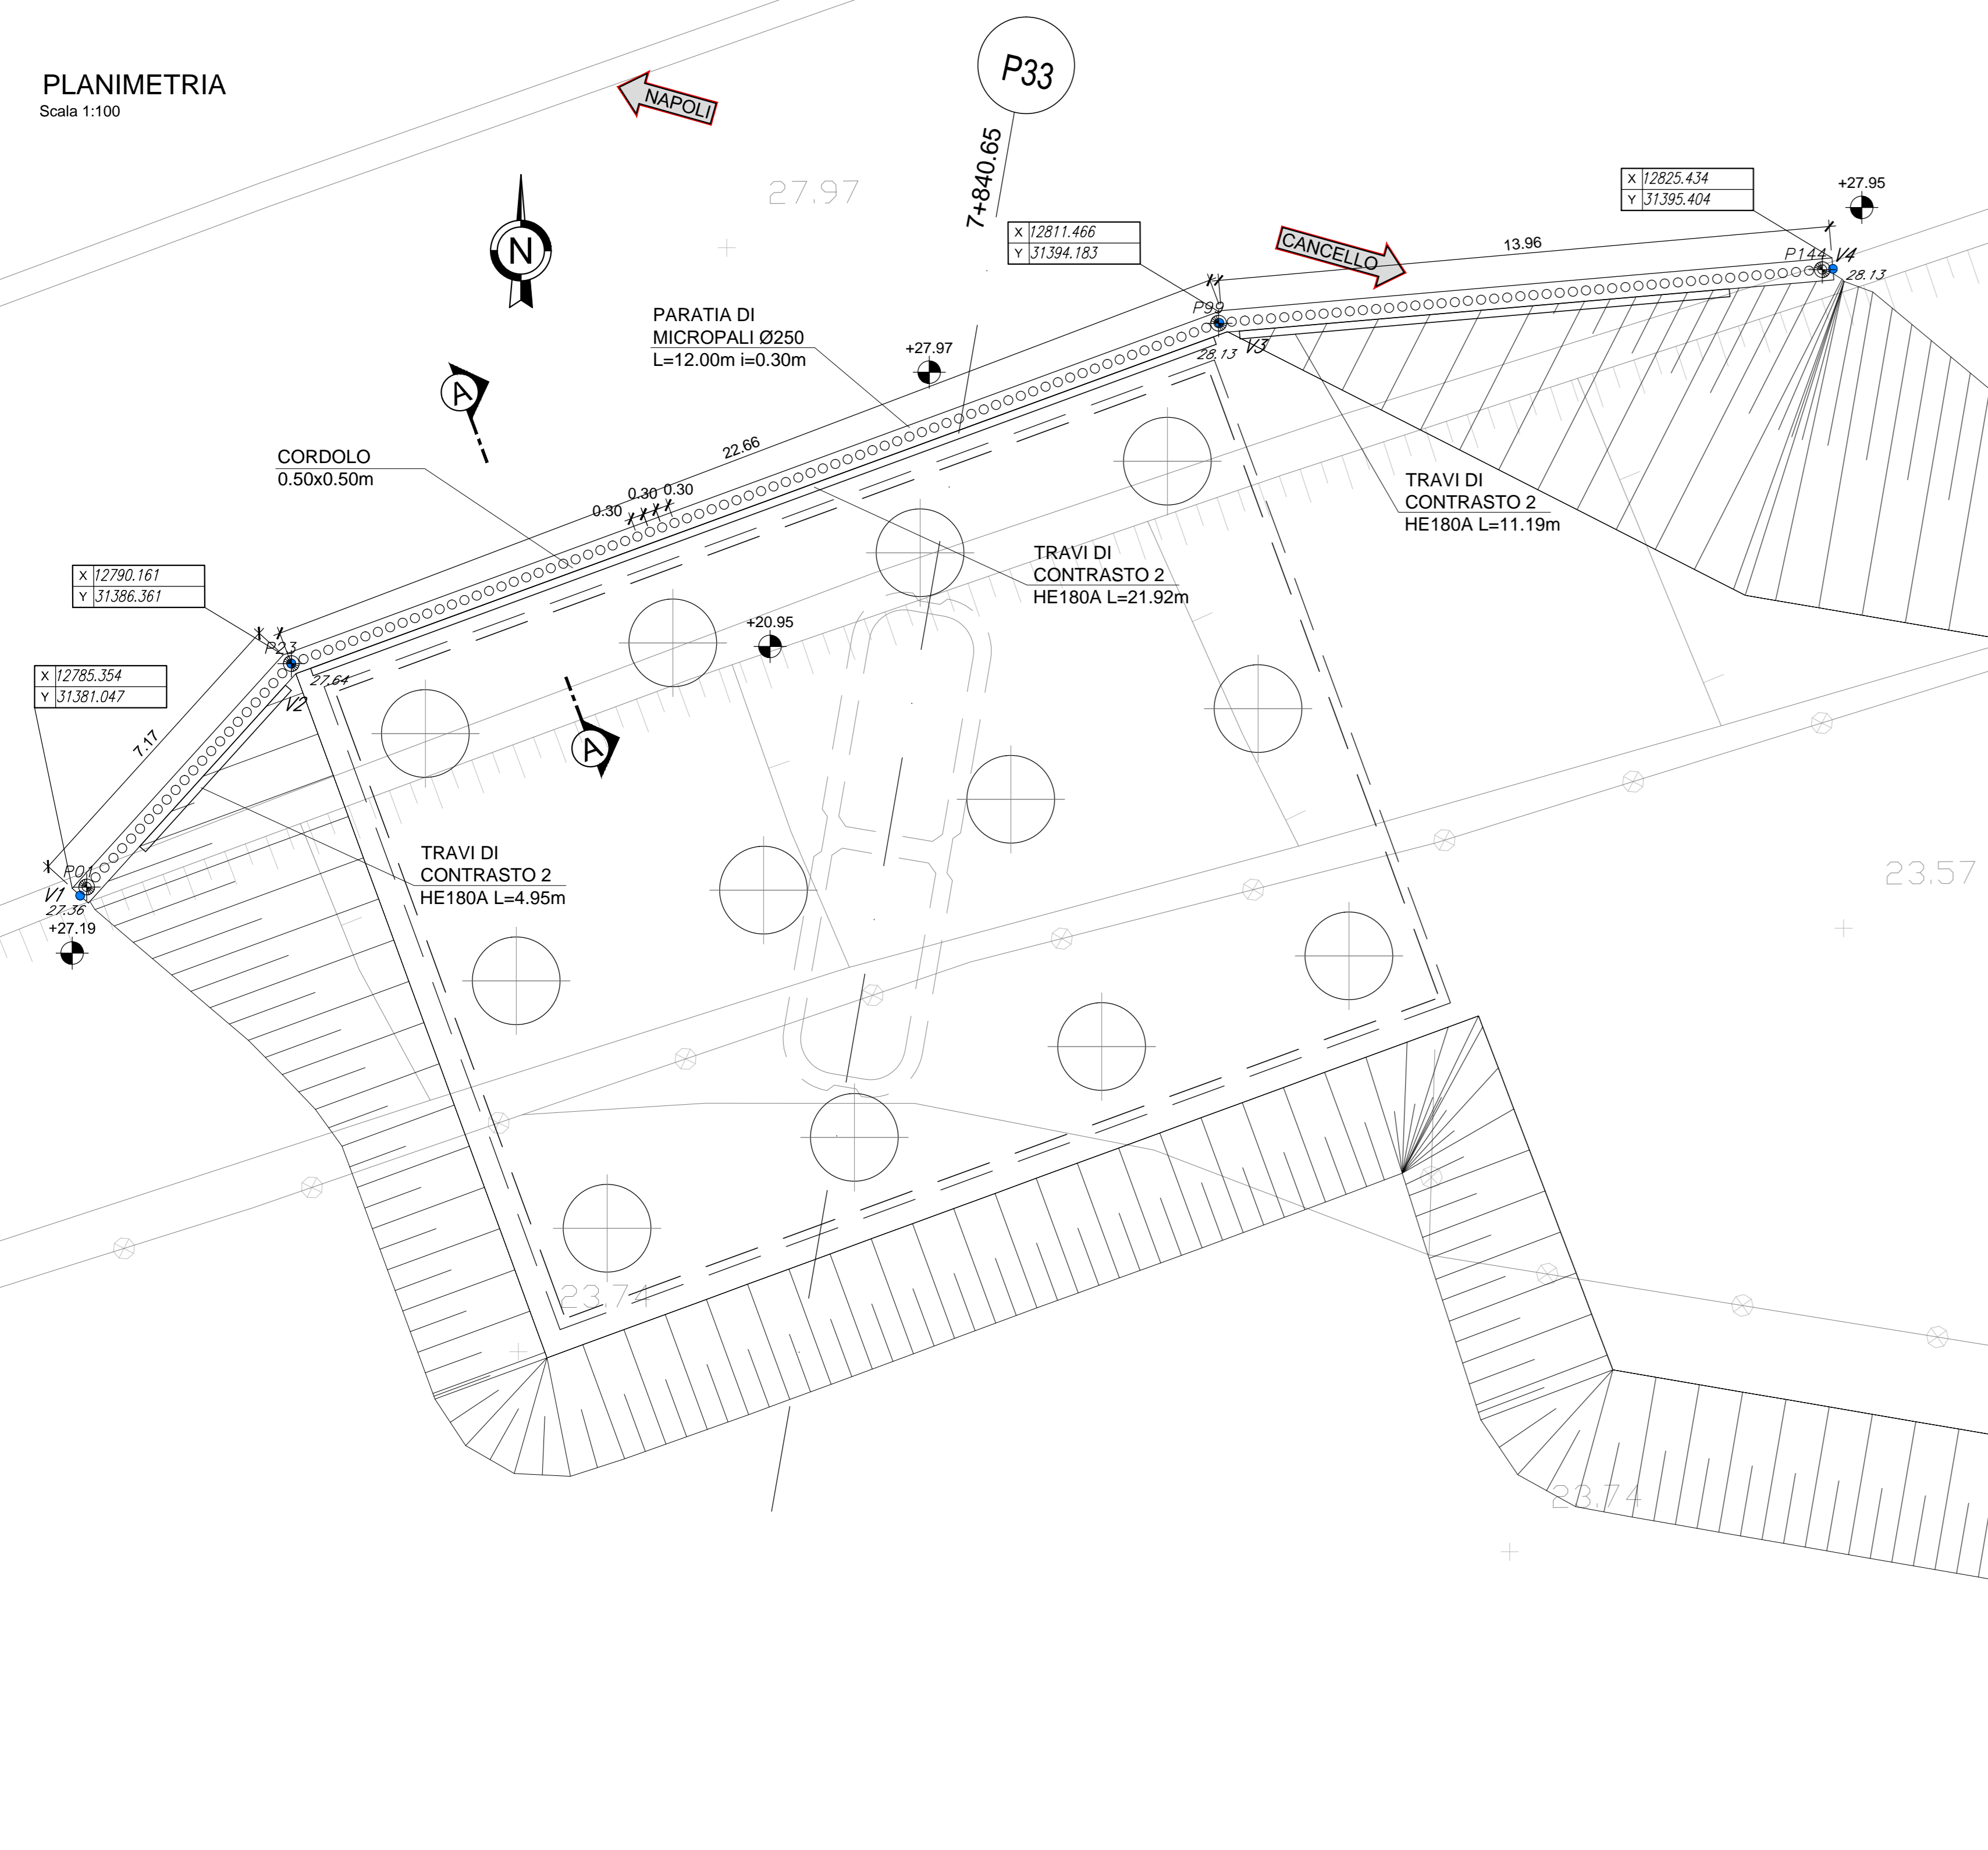 PLANIMETRIA
Scala 1:100
NAPOLI
P33
7+840.65
27.97
N
X 12825.434
Y 31395.404
+27.95
X 12811.466
Y 31394.183
CANCELLO
13.96
P144
V4
28.13
P99
V3
28.13
PARATIA DI
MICROPALI Ø250
L=12.00m i=0.30m
+27.97
A
22.66
CORDOLO
0.50x0.50m
0.30
0.30
0.30
TRAVI DI
CONTRASTO 2
HE180A L=11.19m
TRAVI DI
CONTRASTO 2
HE180A L=21.92m
X 12790.161
Y 31386.361
+20.95
P23
27.64
V2
X 12785.354
Y 31381.047
7.17
A
TRAVI DI
CONTRASTO 2
HE180A L=4.95m
P01
V1
27.36
+27.19
23.57
23.74
23.74